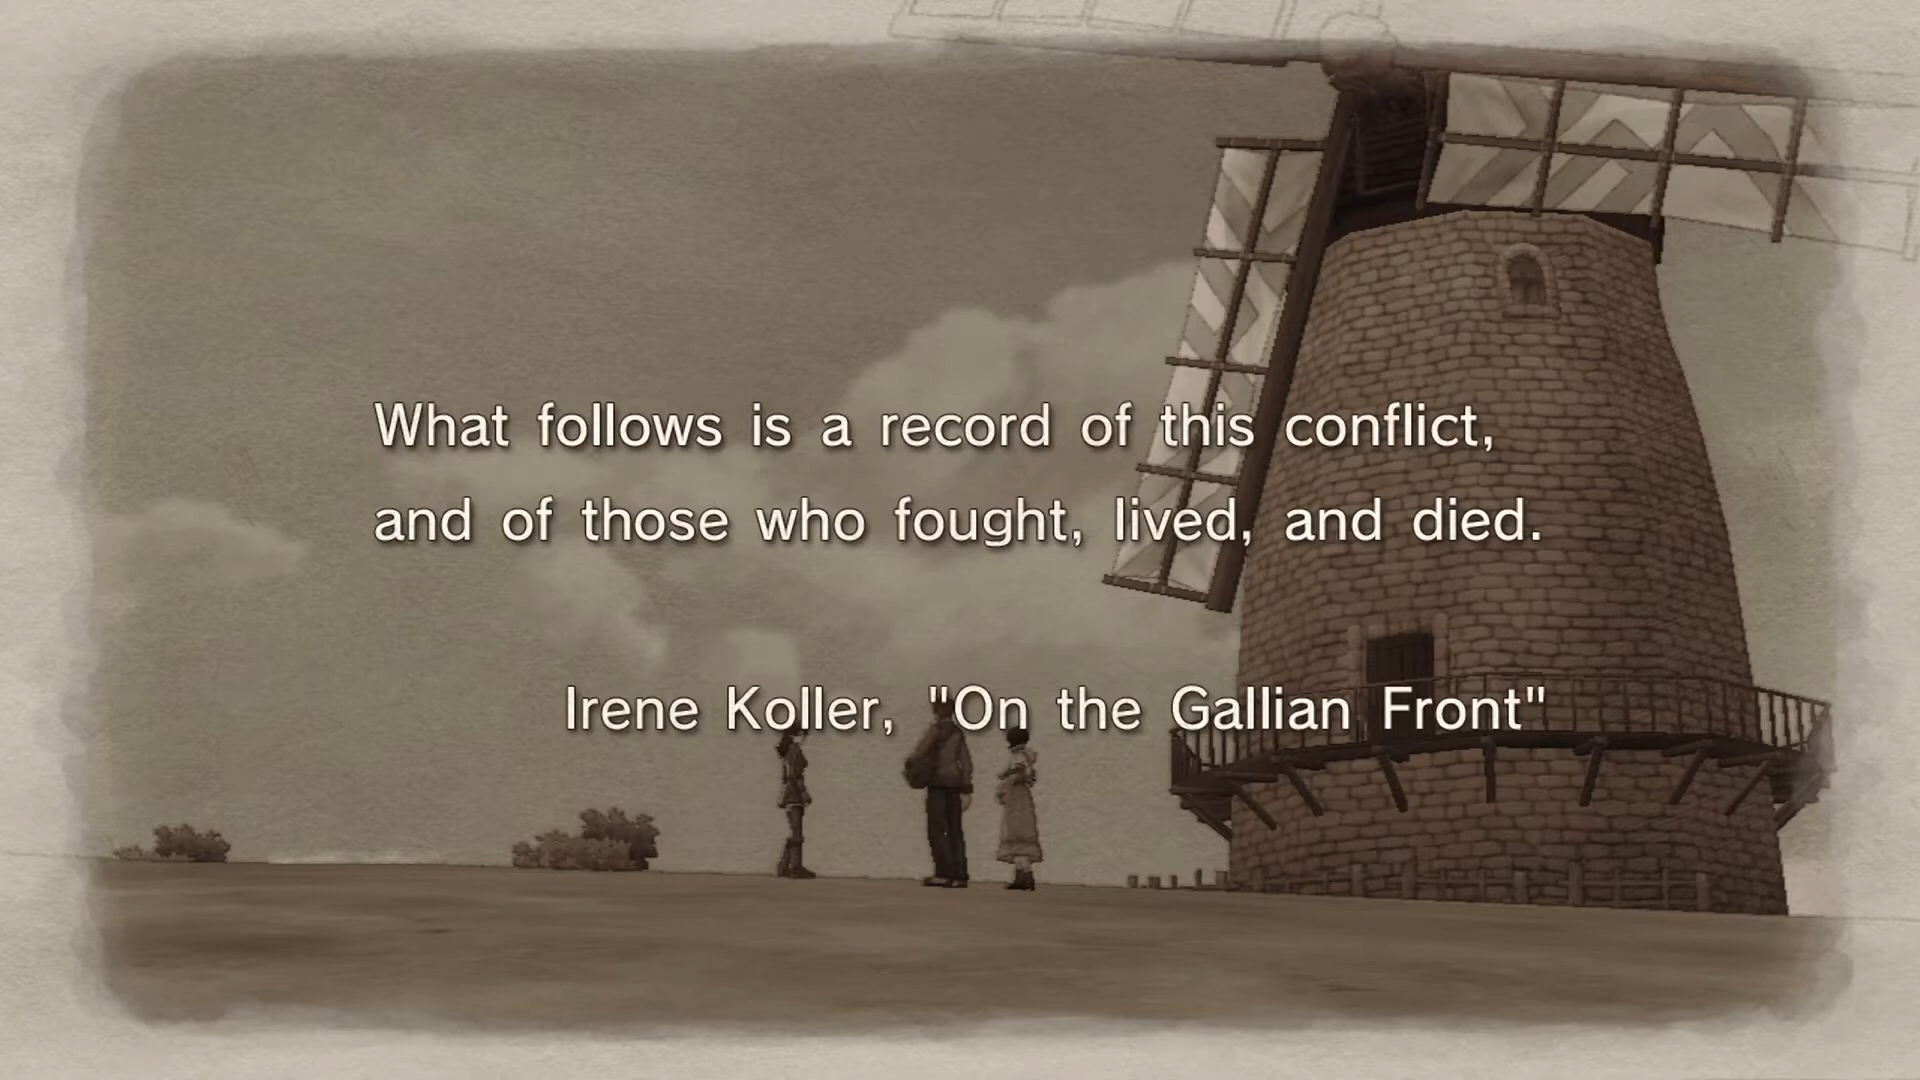 What follows is a record of this conflict,
and of those who fought, lived, and died.
Irene Koller, "On the Gallian Front"